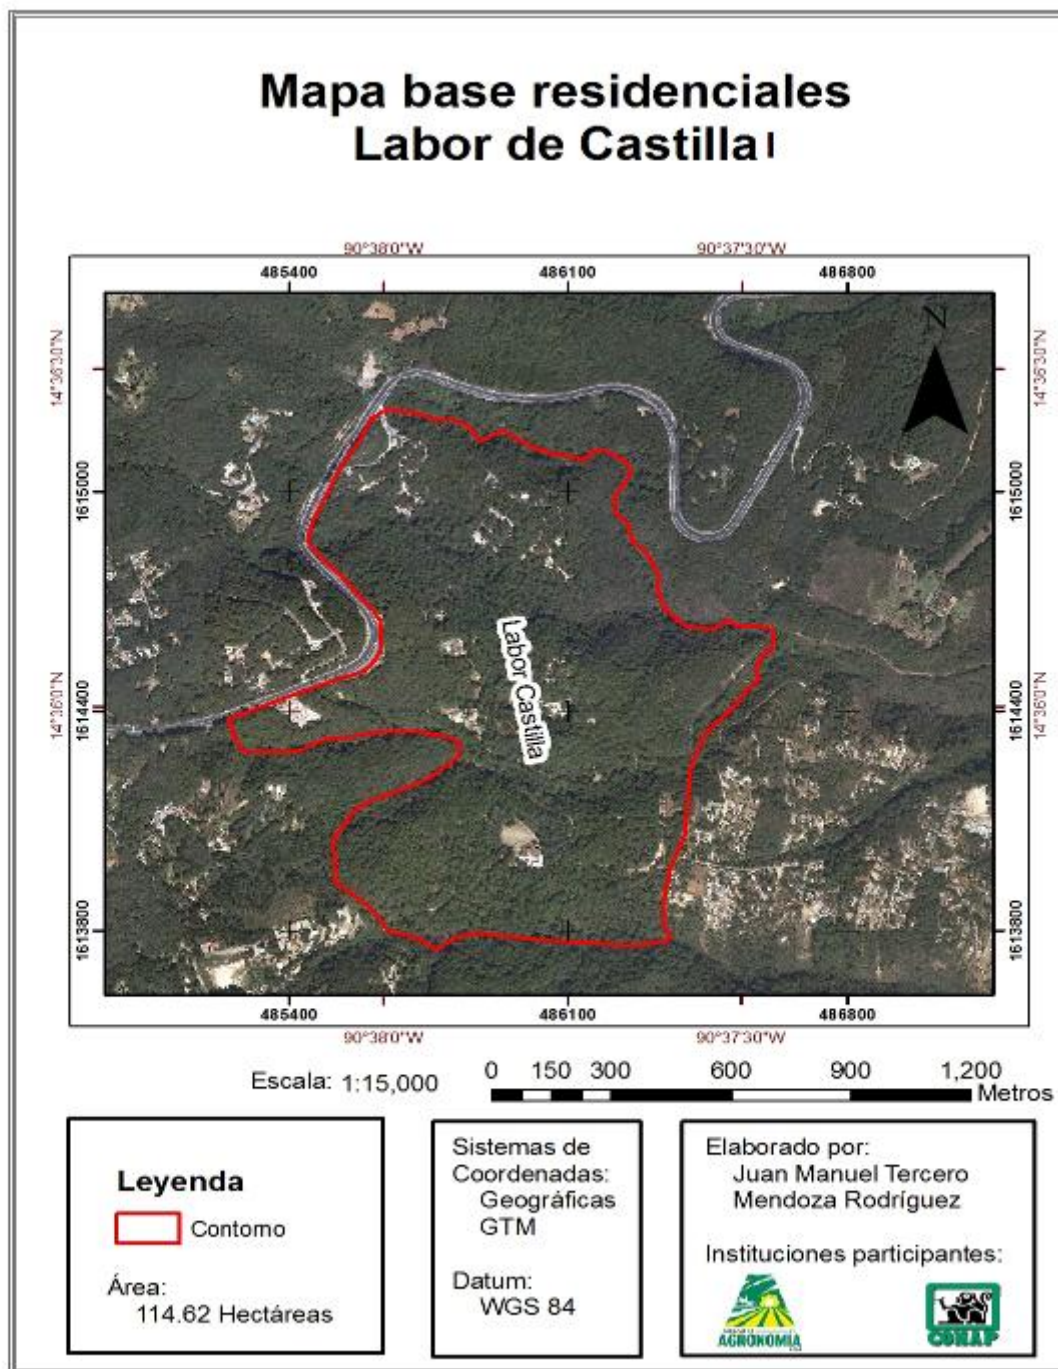 Mapa base residenciales
Labor de Castilla I
90°38'0"W 90°37'30"W
485400 486100 486800
N
14°36'30"N 14°36'30"N
1615000 1615000
Labor Castilla
14°36'0"N 14°36'0"N
1614400 1614400
1613800 1613800
485400 486100 486800
90°38'0"W 90°37'30"W
Escala: 1:15,000
0 150 300 600 900 1,200
Metros
Leyenda
Contorno
Área:
114.62 Hectáreas
Sistemas de
Coordenadas:
Geográficas
GTM
Datum:
WGS 84
Elaborado por:
Juan Manuel Tercero
Mendoza Rodríguez
Instituciones participantes:
AGRONOMIA
CONAP